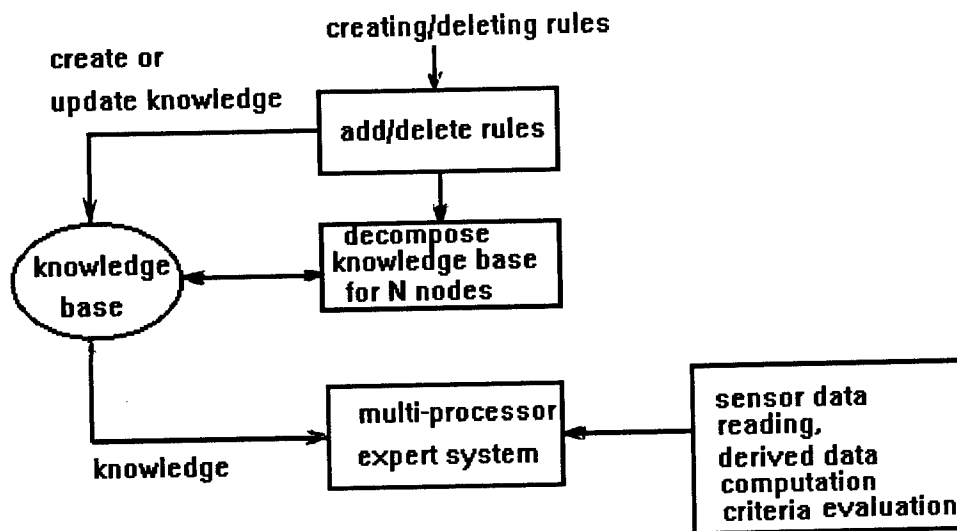 creating/deleting rules
create or
update knowledge
add/delete rules
decompose
knowledge base
for N nodes
knowledge
base
multi-processor
expert system
sensor data
reading,
derived data
computation
criteria evaluation
knowledge